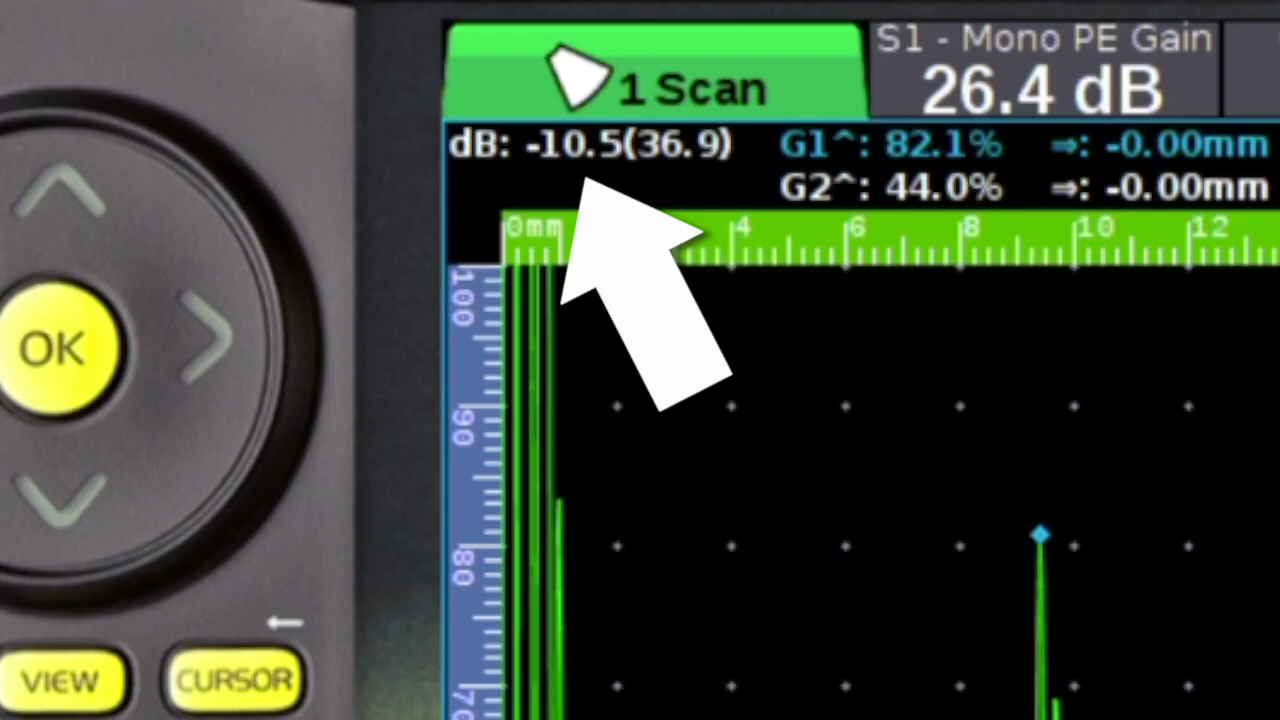 S1 - Mono PE Gain
1 Scan
26.4 dB
dB: -10.5(36.9)
G1^: 82.1%
⇒: -0.00mm
G2^: 44.0%
⇒: -0.00mm
0mm
4
6
8
10
12
100
90
80
70
OK
VIEW
CURSOR